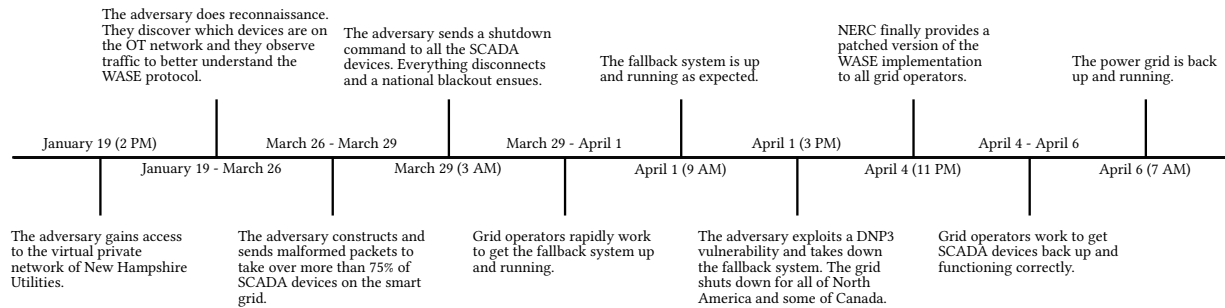 The adversary does reconnaissance.
They discover which devices are on
the OT network and they observe
traffic to better understand the
WASE protocol.
The adversary sends a shutdown
command to all the SCADA
devices. Everything disconnects
and a national blackout ensues.
The fallback system is up
and running as expected.
NERC finally provides a
patched version of the
WASE implementation
to all grid operators.
The power grid is back
up and running.
January 19 (2 PM)
March 26 - March 29
March 29 - April 1
April 1 (3 PM)
April 4 - April 6
January 19 - March 26
March 29 (3 AM)
April 1 (9 AM)
April 4 (11 PM)
April 6 (7 AM)
The adversary gains access
to the virtual private
network of New Hampshire
Utilities.
The adversary constructs and
sends malformed packets to
take over more than 75% of
SCADA devices on the smart
grid.
Grid operators rapidly work
to get the fallback system up
and running.
The adversary exploits a DNP3
vulnerability and takes down
the fallback system. The grid
shuts down for all of North
America and some of Canada.
Grid operators work to get
SCADA devices back up and
functioning correctly.